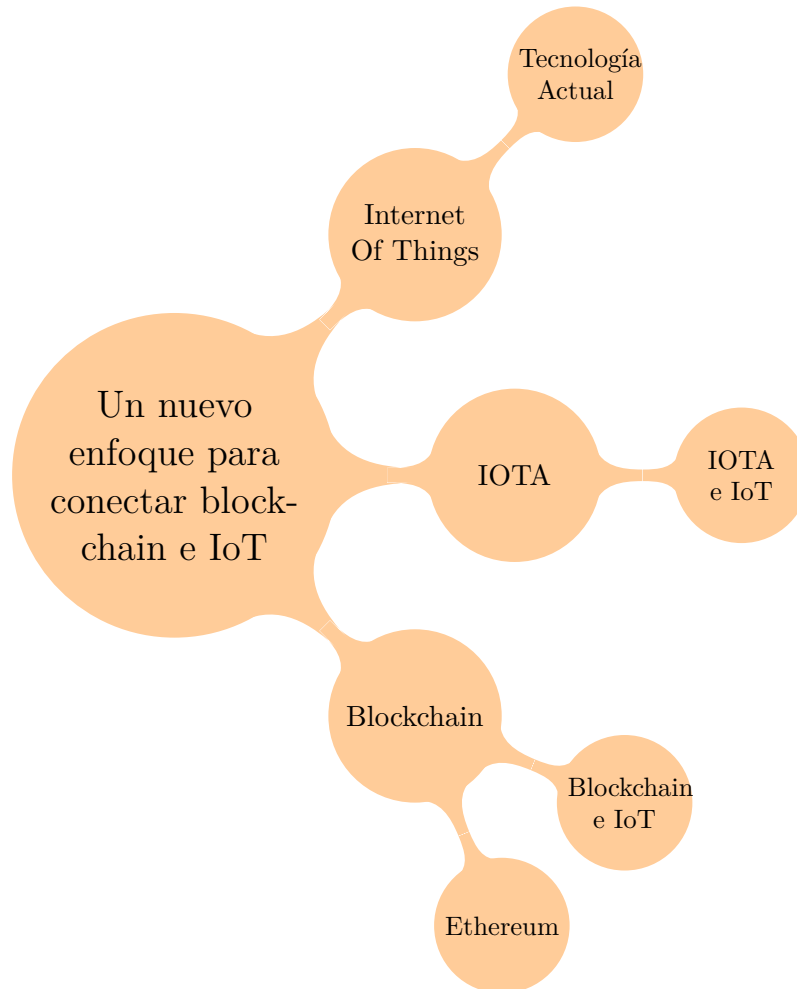 Tecnología
Actual
Internet
Of Things
Un nuevo
enfoque para
conectar block-
chain e IoT
IOTA
IOTA
e IoT
Blockchain
Blockchain
e IoT
Ethereum